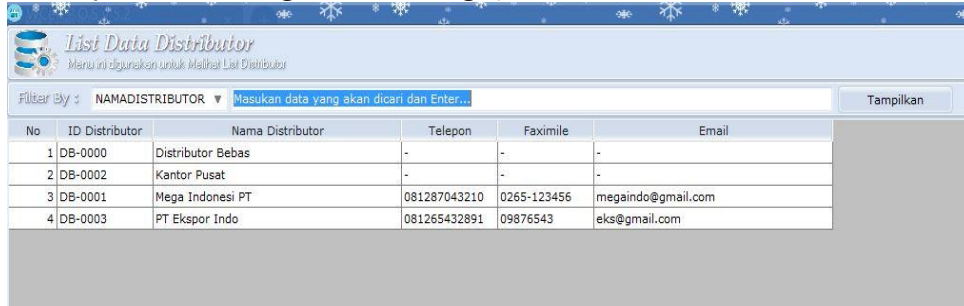 List Data Distributor
Menu ini digunakan untuk Melihat List Distributor
Filter By : NAMADISTRIBUTOR Masukan data yang akan dicari dan Enter... Tampilkan
No ID Distributor Nama Distributor Telepon Faximile Email
1 DB-0000 Distributor Bebas - - -
2 DB-0002 Kantor Pusat - - -
3 DB-0001 Mega Indonesi PT 081287043210 0265-123456 megaindo@gmail.com
4 DB-0003 PT Ekspor Indo 081265432891 09876543 eks@gmail.com